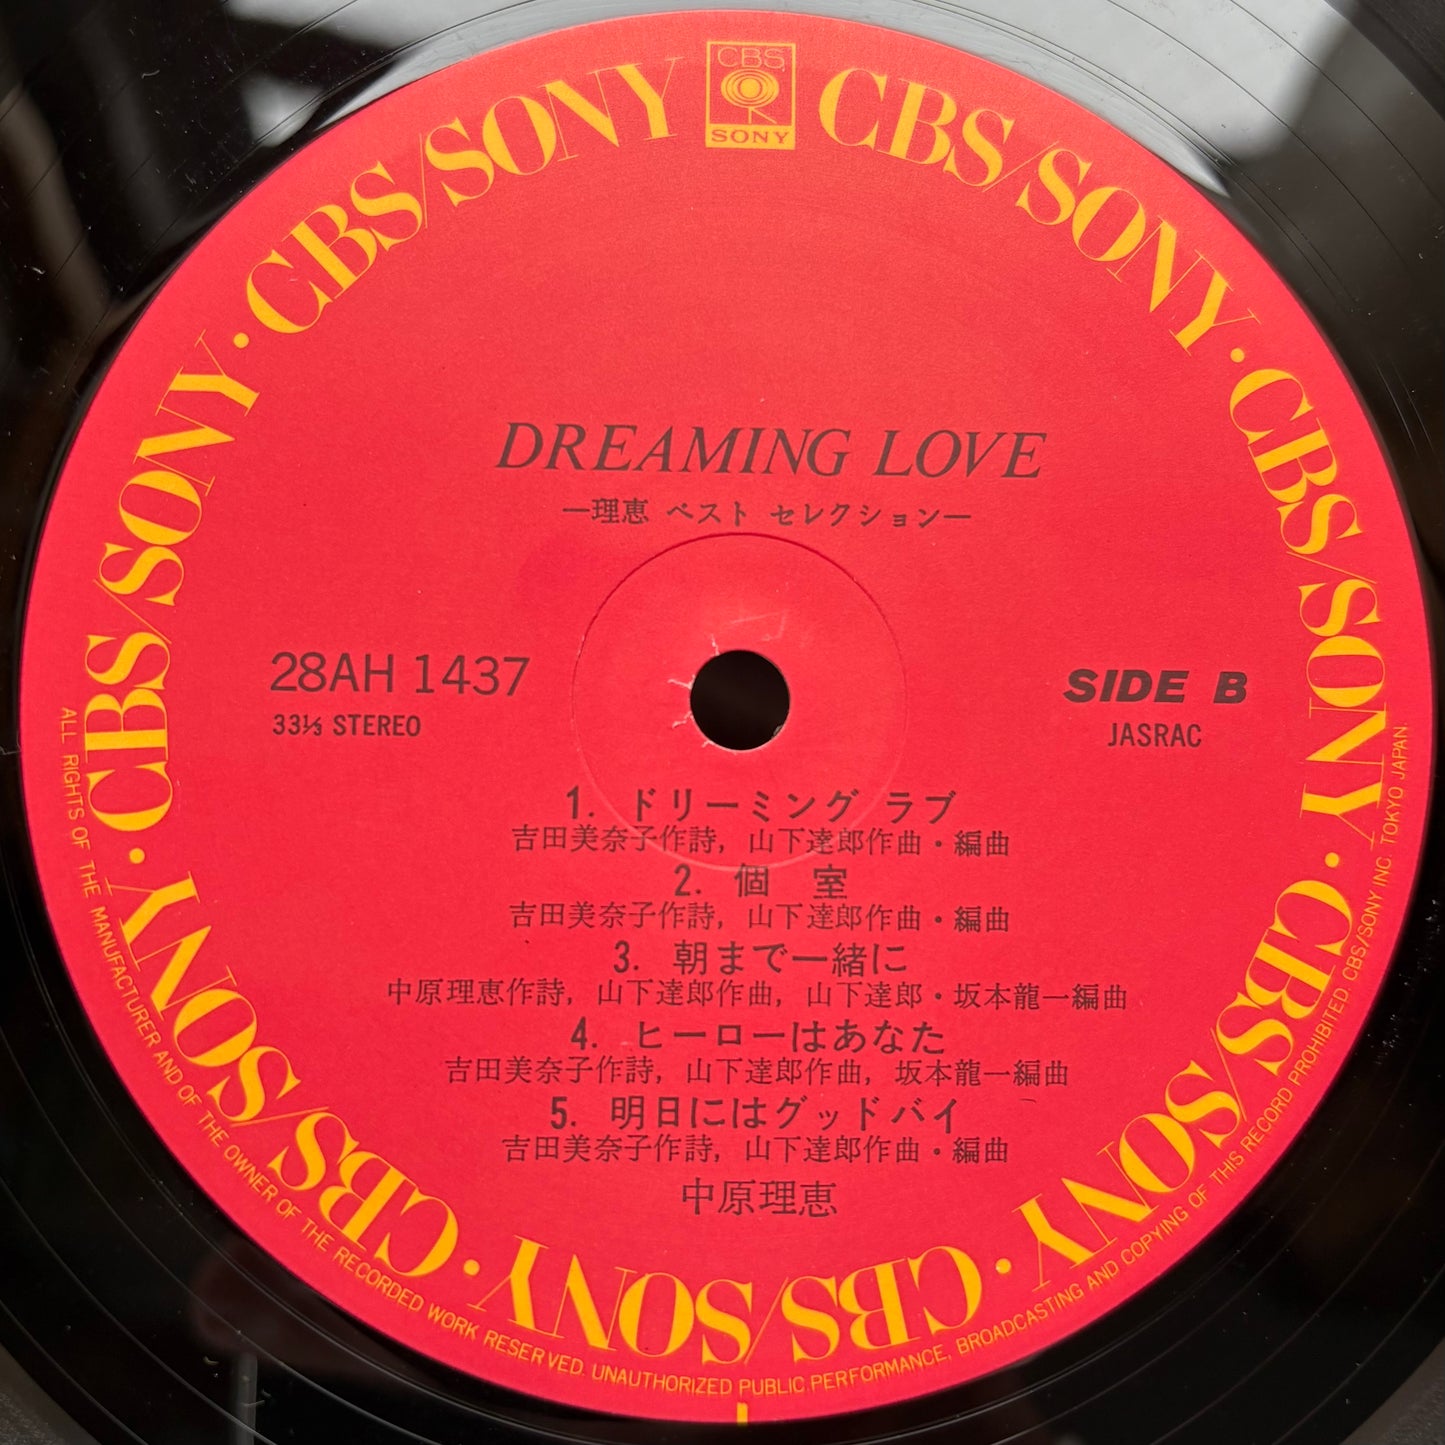 CBS
SONY
CBS/SONY · CBS/SONY · CBS/SONY · CBS/SONY · CBS/SONY · CBS/SONY · CBS/SONY · CBS/SONY
DREAMING LOVE
—理恵 ベスト セレクション—
28AH 1437
33⅓ STEREO
SIDE B
JASRAC
1. ドリーミング ラブ
吉田美奈子作詩, 山下達郎作曲・編曲
2. 個 室
吉田美奈子作詩, 山下達郎作曲・編曲
3. 朝まで一緒に
中原理恵作詩, 山下達郎作曲, 山下達郎・坂本龍一編曲
4. ヒーローはあなた
吉田美奈子作詩, 山下達郎作曲, 坂本龍一編曲
5. 明日にはグッドバイ
吉田美奈子作詩, 山下達郎作曲・編曲
中原理恵
ALL RIGHTS OF THE MANUFACTURER AND OF THE OWNER OF THE RECORDED WORK RESERVED. UNAUTHORIZED PUBLIC PERFORMANCE, BROADCASTING AND COPYING OF THIS RECORD PROHIBITED. CBS/SONY INC. TOKYO JAPAN